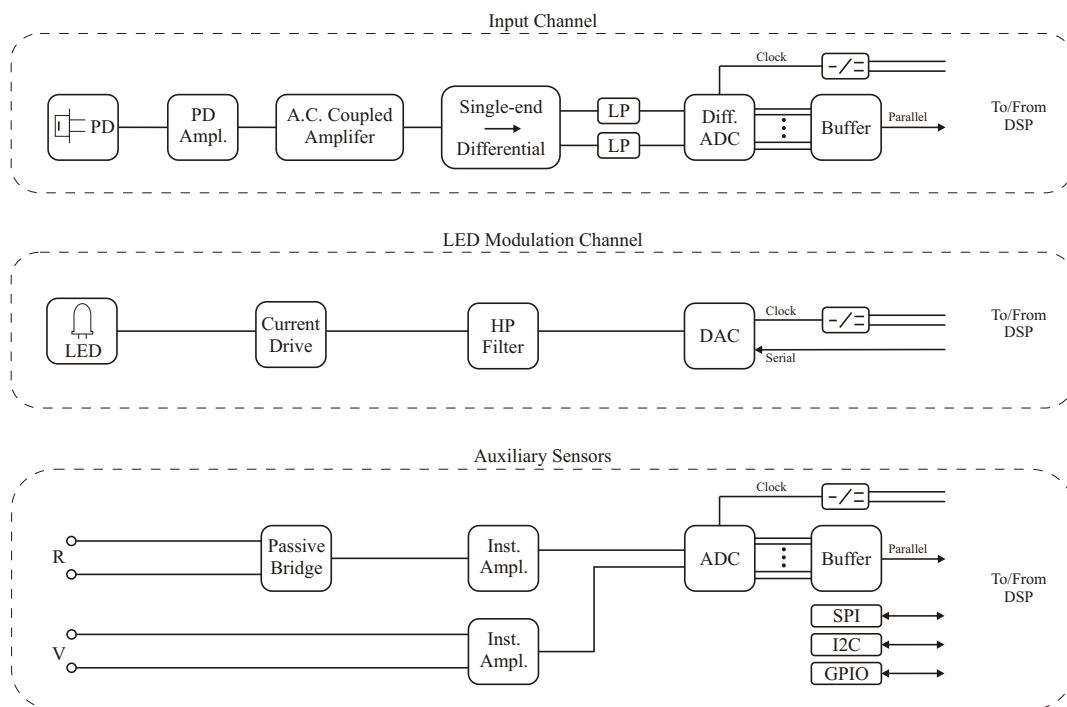 Input Channel
Clock
PD
PD
Ampl.
A.C. Coupled
Amplifer
Single-end
Differential
LP
LP
Diff.
ADC
Buffer
Parallel
To/From
DSP
LED Modulation Channel
LED
Current
Drive
HP
Filter
DAC
Clock
Serial
To/From
DSP
Auxiliary Sensors
Clock
R
Passive
Bridge
Inst.
Ampl.
ADC
Buffer
Parallel
To/From
DSP
V
Inst.
Ampl.
SPI
I2C
GPIO